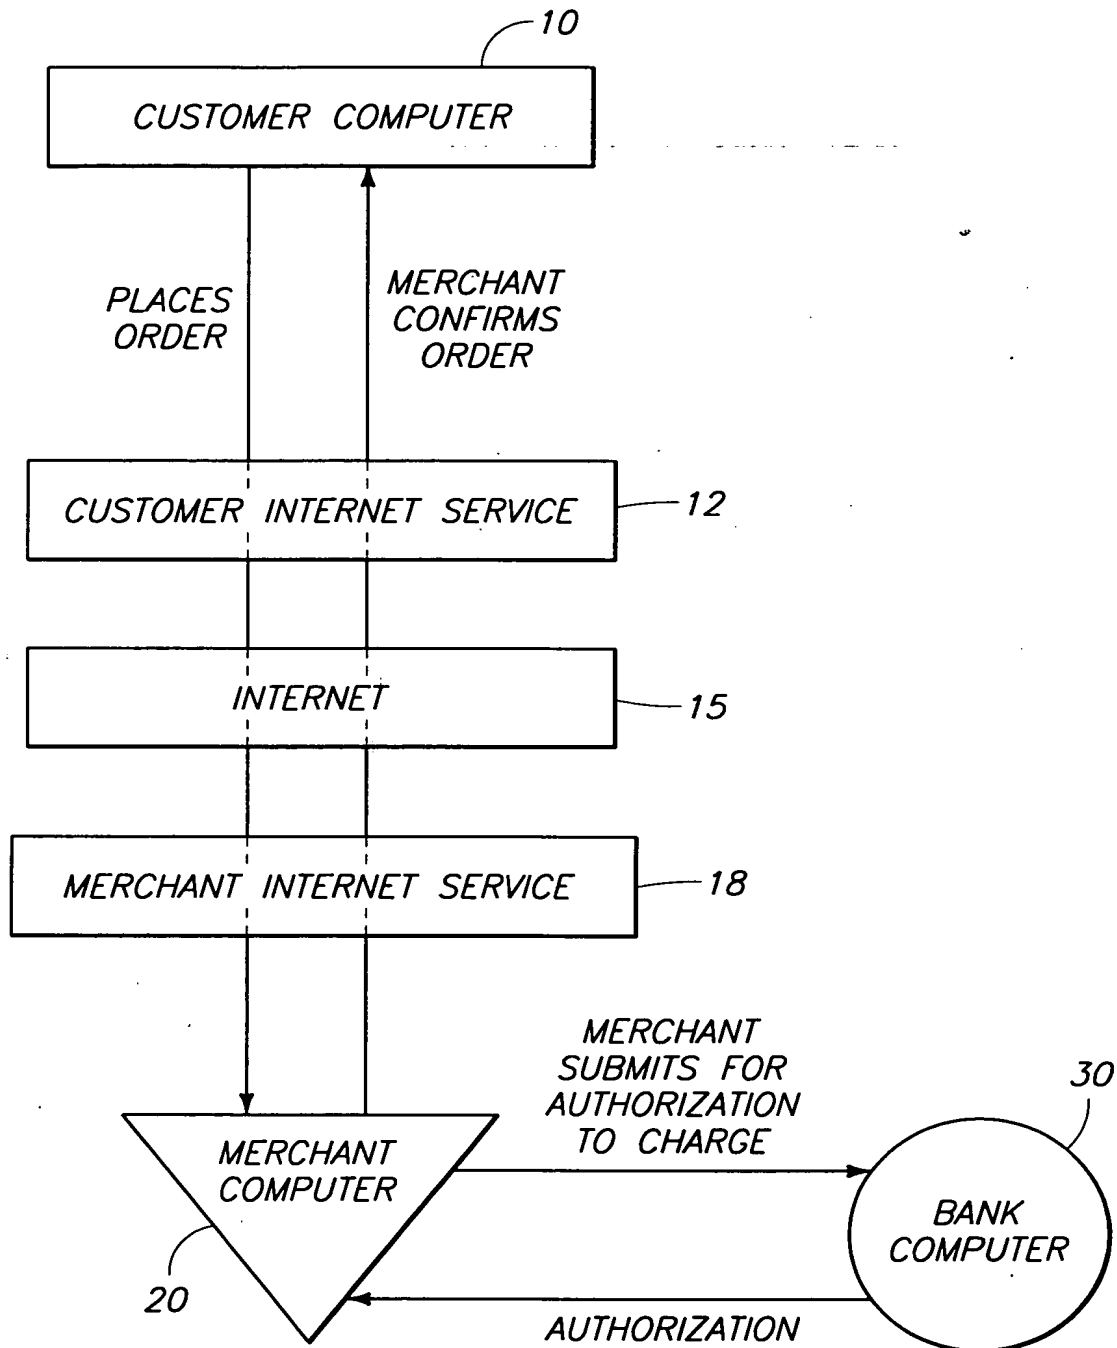 10
CUSTOMER COMPUTER
PLACES
ORDER
MERCHANT
CONFIRMS
ORDER
CUSTOMER INTERNET SERVICE
12
INTERNET
15
MERCHANT INTERNET SERVICE
18
MERCHANT
SUBMITS FOR
AUTHORIZATION
TO CHARGE
30
MERCHANT
COMPUTER
BANK
COMPUTER
20
AUTHORIZATION